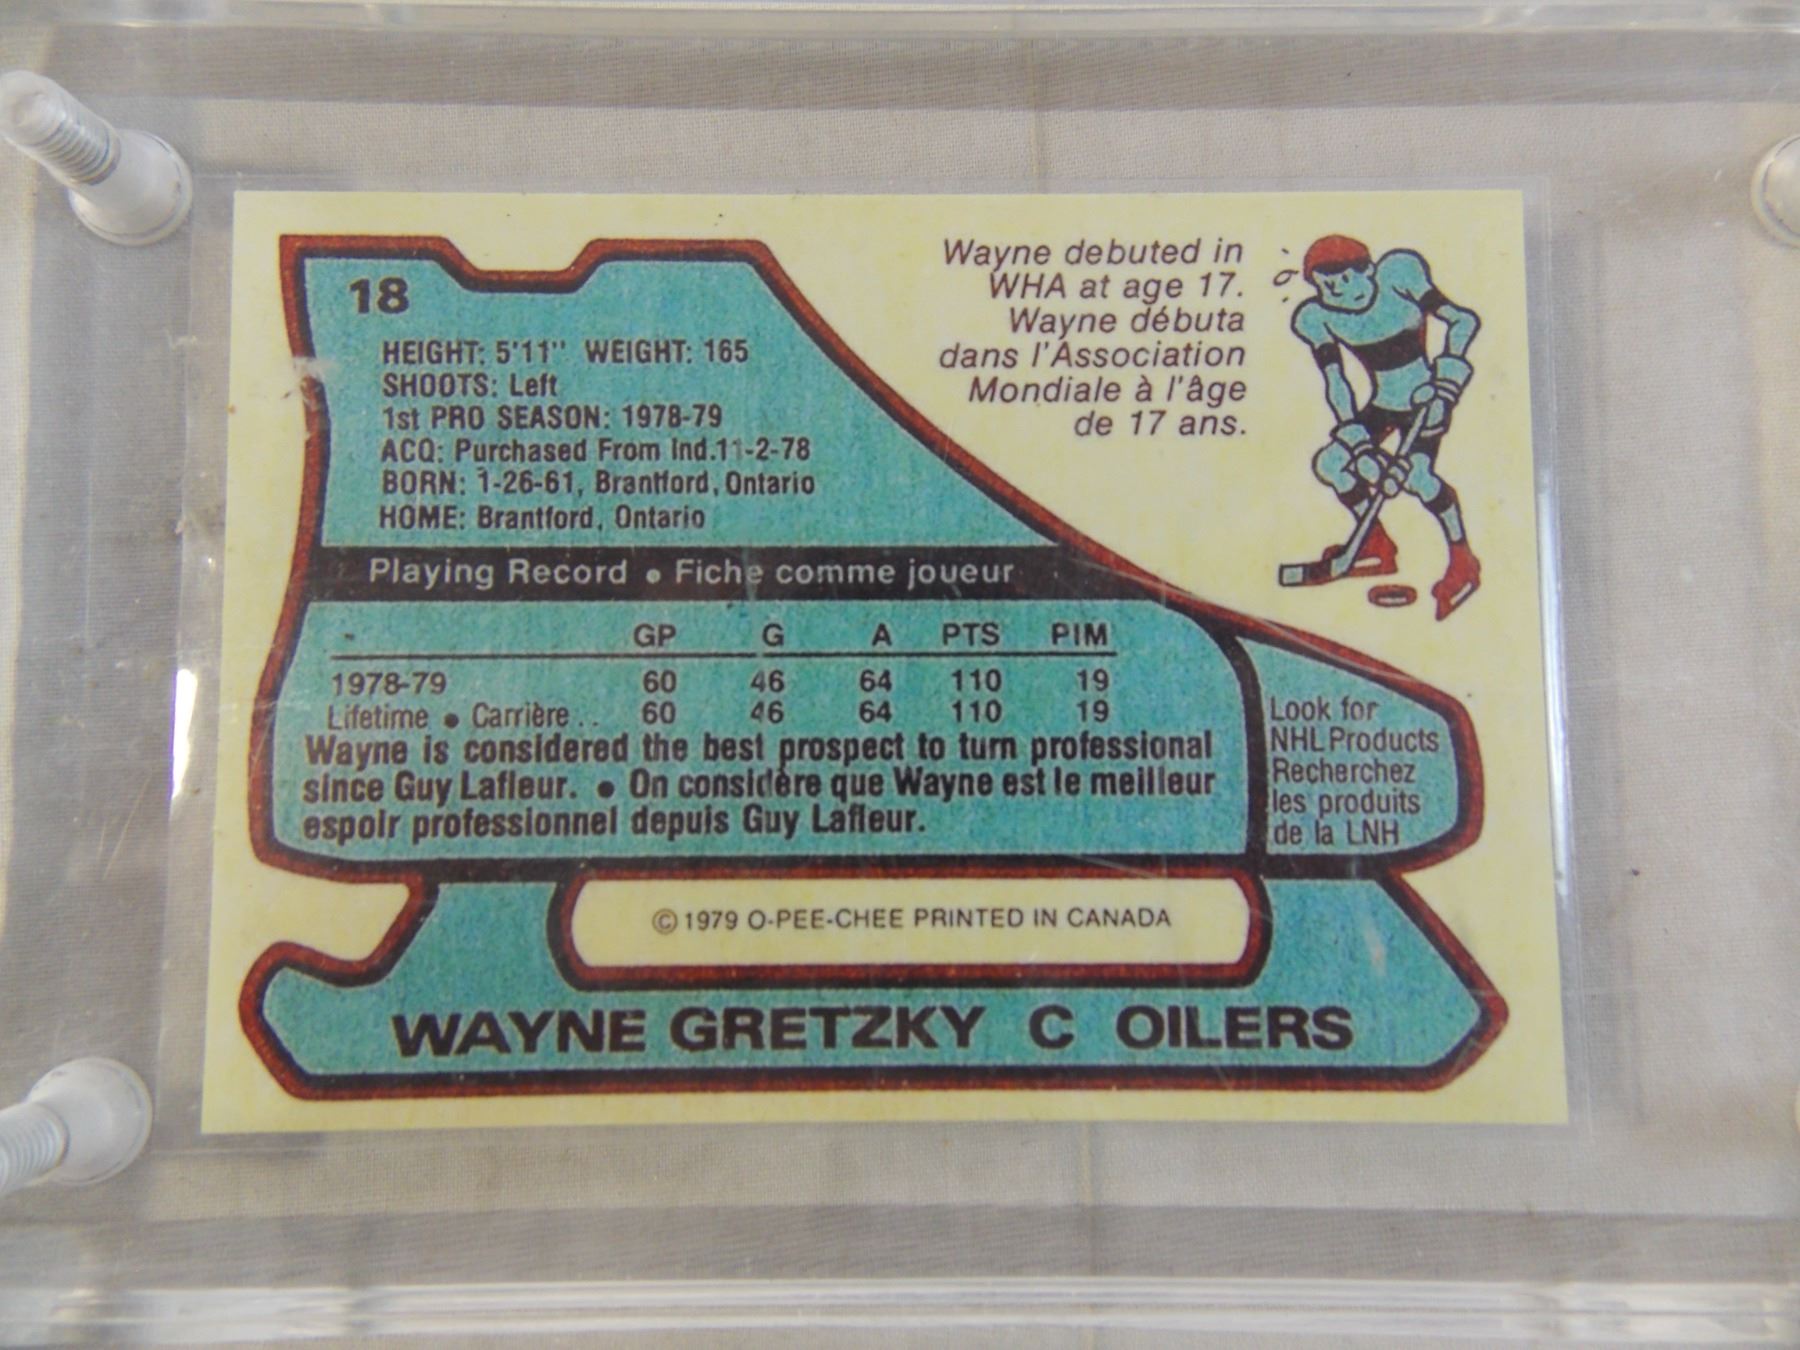 18
HEIGHT: 5'11" WEIGHT: 165
SHOOTS: Left
1st PRO SEASON: 1978-79
ACQ: Purchased From Ind.11-2-78
BORN: 1-26-61, Brantford, Ontario
HOME: Brantford, Ontario
Wayne debuted in
WHA at age 17.
Wayne débuta
dans l'Association
Mondiale à l'âge
de 17 ans.
Playing Record • Fiche comme joueur
GP G A PTS PIM
1978-79 60 46 64 110 19
Lifetime • Carrière .. 60 46 64 110 19
Wayne is considered the best prospect to turn professional
since Guy Lafleur. • On considère que Wayne est le meilleur
espoir professionnel depuis Guy Lafleur.
Look for
NHL Products
Recherchez
les produits
de la LNH
© 1979 O-PEE-CHEE PRINTED IN CANADA
WAYNE GRETZKY C OILERS